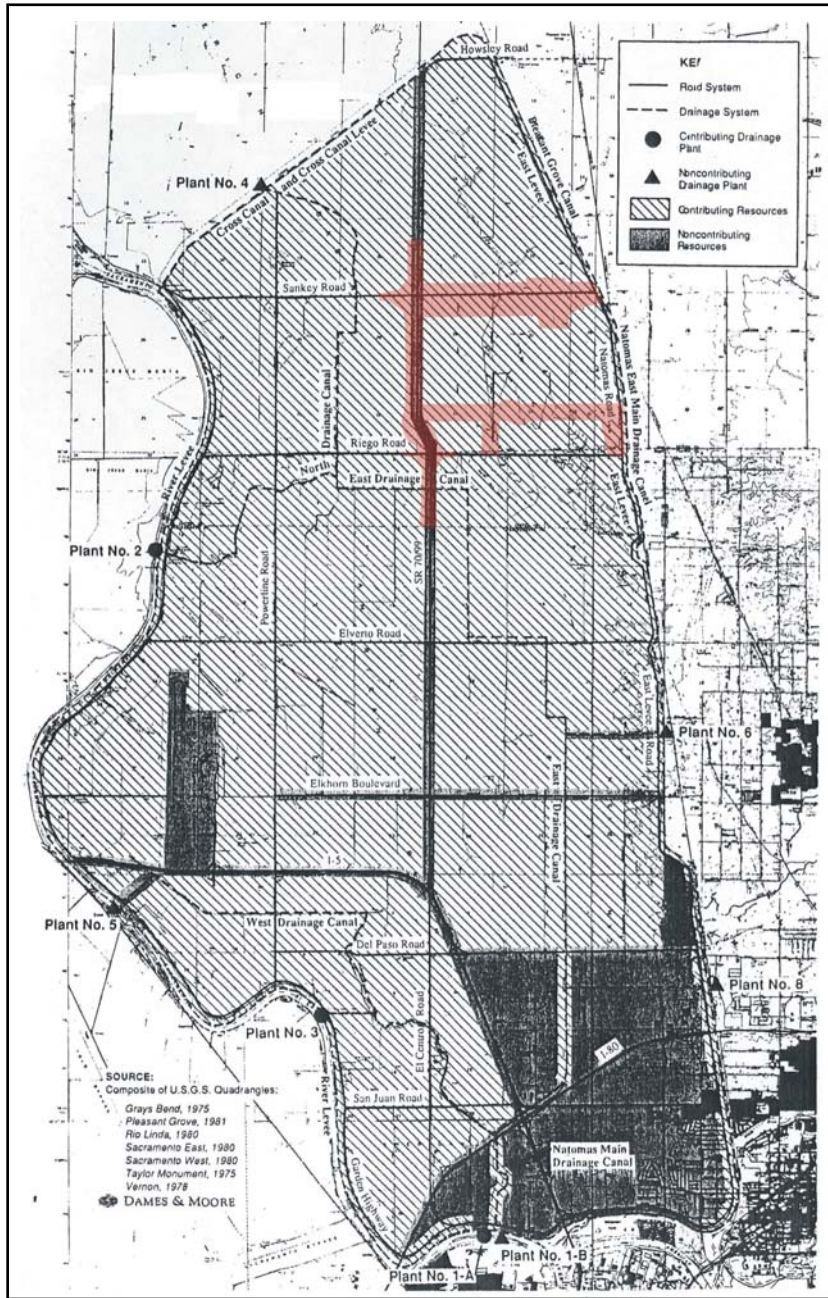 Howsley Road
KEY
Road System
Drainage System
Contributing Drainage
Plant
Noncontributing
Drainage Plant
Contributing Resources
Noncontributing
Resources
Pleasant Grove Canal
East Levee
Cross Canal and Cross Canal Levee
Plant No. 4
Sankey Road
Drainage Canal
Natomas Road
Natomas East Main Drainage Canal
River Levee
Riego Road
North
East Drainage Canal
East Levee
Plant No. 2
Powerline Road
SR 70/99
Elverto Road
East Levee Road
Plant No. 6
Elkhorn Boulevard
East Drainage Canal
I-5
Plant No. 5
West Drainage Canal
Del Paso Road
Plant No. 8
Plant No. 3
El Centro Road
I-80
River Levee
San Juan Road
SOURCE:
Composite of U.S.G.S. Quadrangles:
Grays Bend, 1975
Pleasant Grove, 1981
Rio Linda, 1980
Sacramento East, 1980
Sacramento West, 1980
Taylor Monument, 1975
Vernon, 1978
DAMES & MOORE
Garden Highway
Natomas Main
Drainage Canal
Plant No. 1-B
Plant No. 1-A